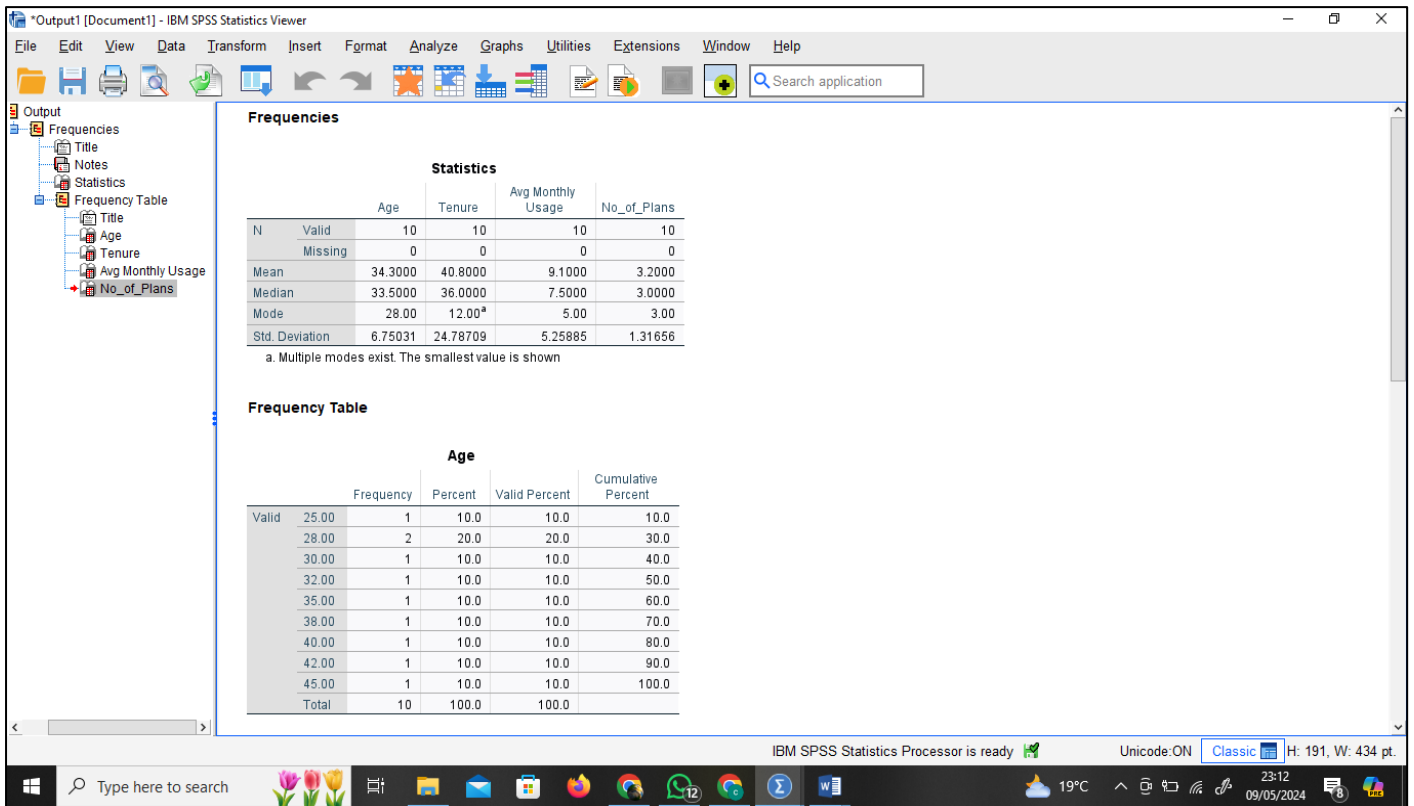 *Output1 [Document1] - IBM SPSS Statistics Viewer
File Edit View Data Transform Insert Format Analyze Graphs Utilities Extensions Window Help
Search application
Output
Frequencies
Title
Notes
Statistics
Frequency Table
Title
Age
Tenure
Avg Monthly Usage
No_of_Plans
Frequencies
Statistics
Age Tenure Avg Monthly Usage No_of_Plans
N Valid 10 10 10 10
Missing 0 0 0 0
Mean 34.3000 40.8000 9.1000 3.2000
Median 33.5000 36.0000 7.5000 3.0000
Mode 28.00 12.00a 5.00 3.00
Std. Deviation 6.75031 24.78709 5.25885 1.31656
a. Multiple modes exist. The smallest value is shown
Frequency Table
Age
Frequency Percent Valid Percent Cumulative Percent
Valid 25.00 1 10.0 10.0 10.0
28.00 2 20.0 20.0 30.0
30.00 1 10.0 10.0 40.0
32.00 1 10.0 10.0 50.0
35.00 1 10.0 10.0 60.0
38.00 1 10.0 10.0 70.0
40.00 1 10.0 10.0 80.0
42.00 1 10.0 10.0 90.0
45.00 1 10.0 10.0 100.0
Total 10 100.0 100.0
IBM SPSS Statistics Processor is ready Unicode:ON Classic H: 191, W: 434 pt.
Type here to search 12 19°C 23:12 8
09/05/2024